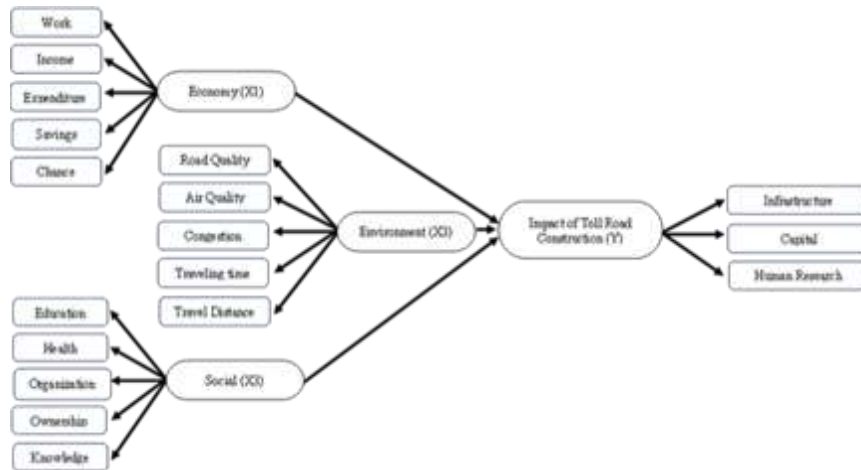 Work
Income
Expenditure
Savings
Chance
Economy (X1)
Road Quality
Air Quality
Congestion
Traveling time
Travel Distance
Environment (X3)
Education
Health
Organization
Ownership
Knowledge
Social (X3)
Impact of Toll Road
Construction (Y)
Infrastructure
Capital
Human Research